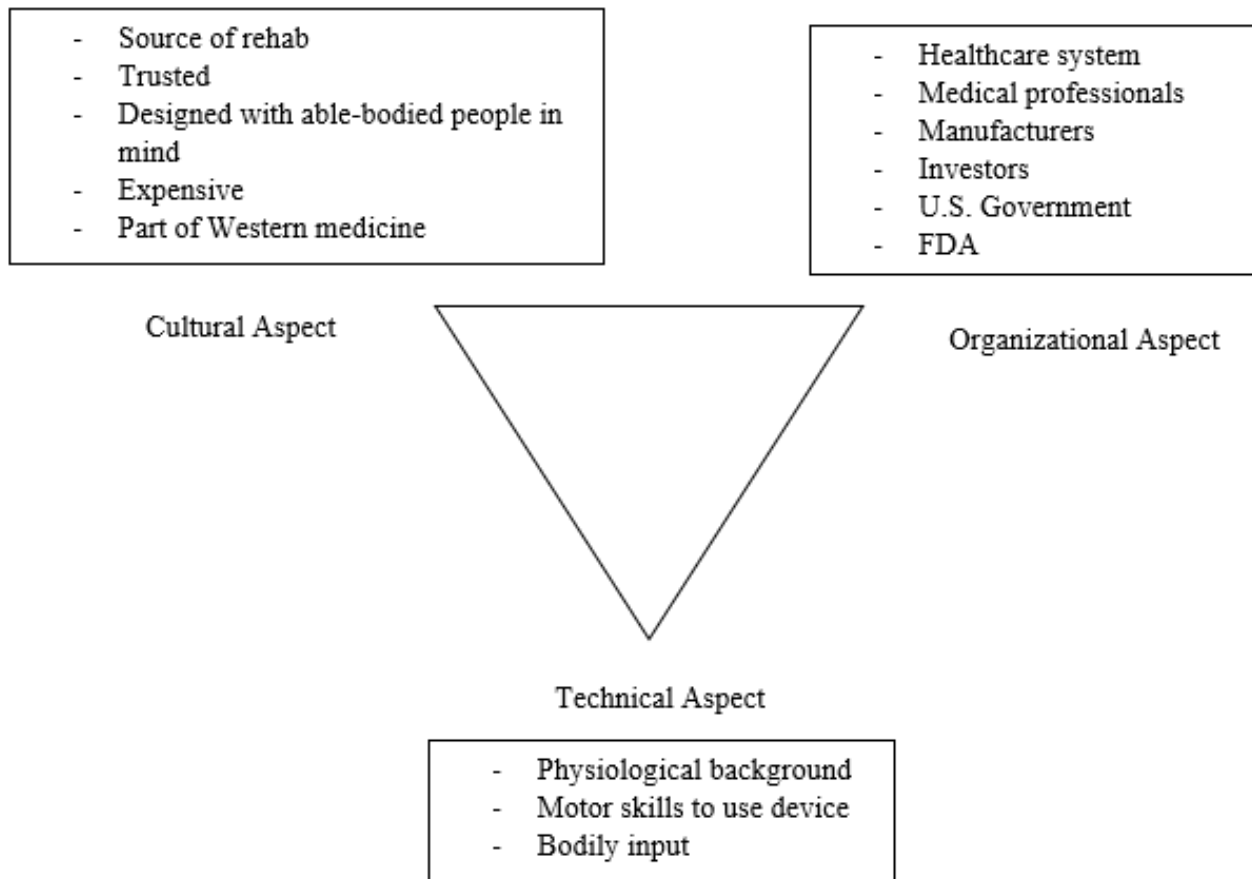 - Source of rehab
- Trusted
- Designed with able-bodied people in
mind
- Expensive
- Part of Western medicine
Cultural Aspect
- Healthcare system
- Medical professionals
- Manufacturers
- Investors
- U.S. Government
- FDA
Organizational Aspect
Technical Aspect
- Physiological background
- Motor skills to use device
- Bodily input